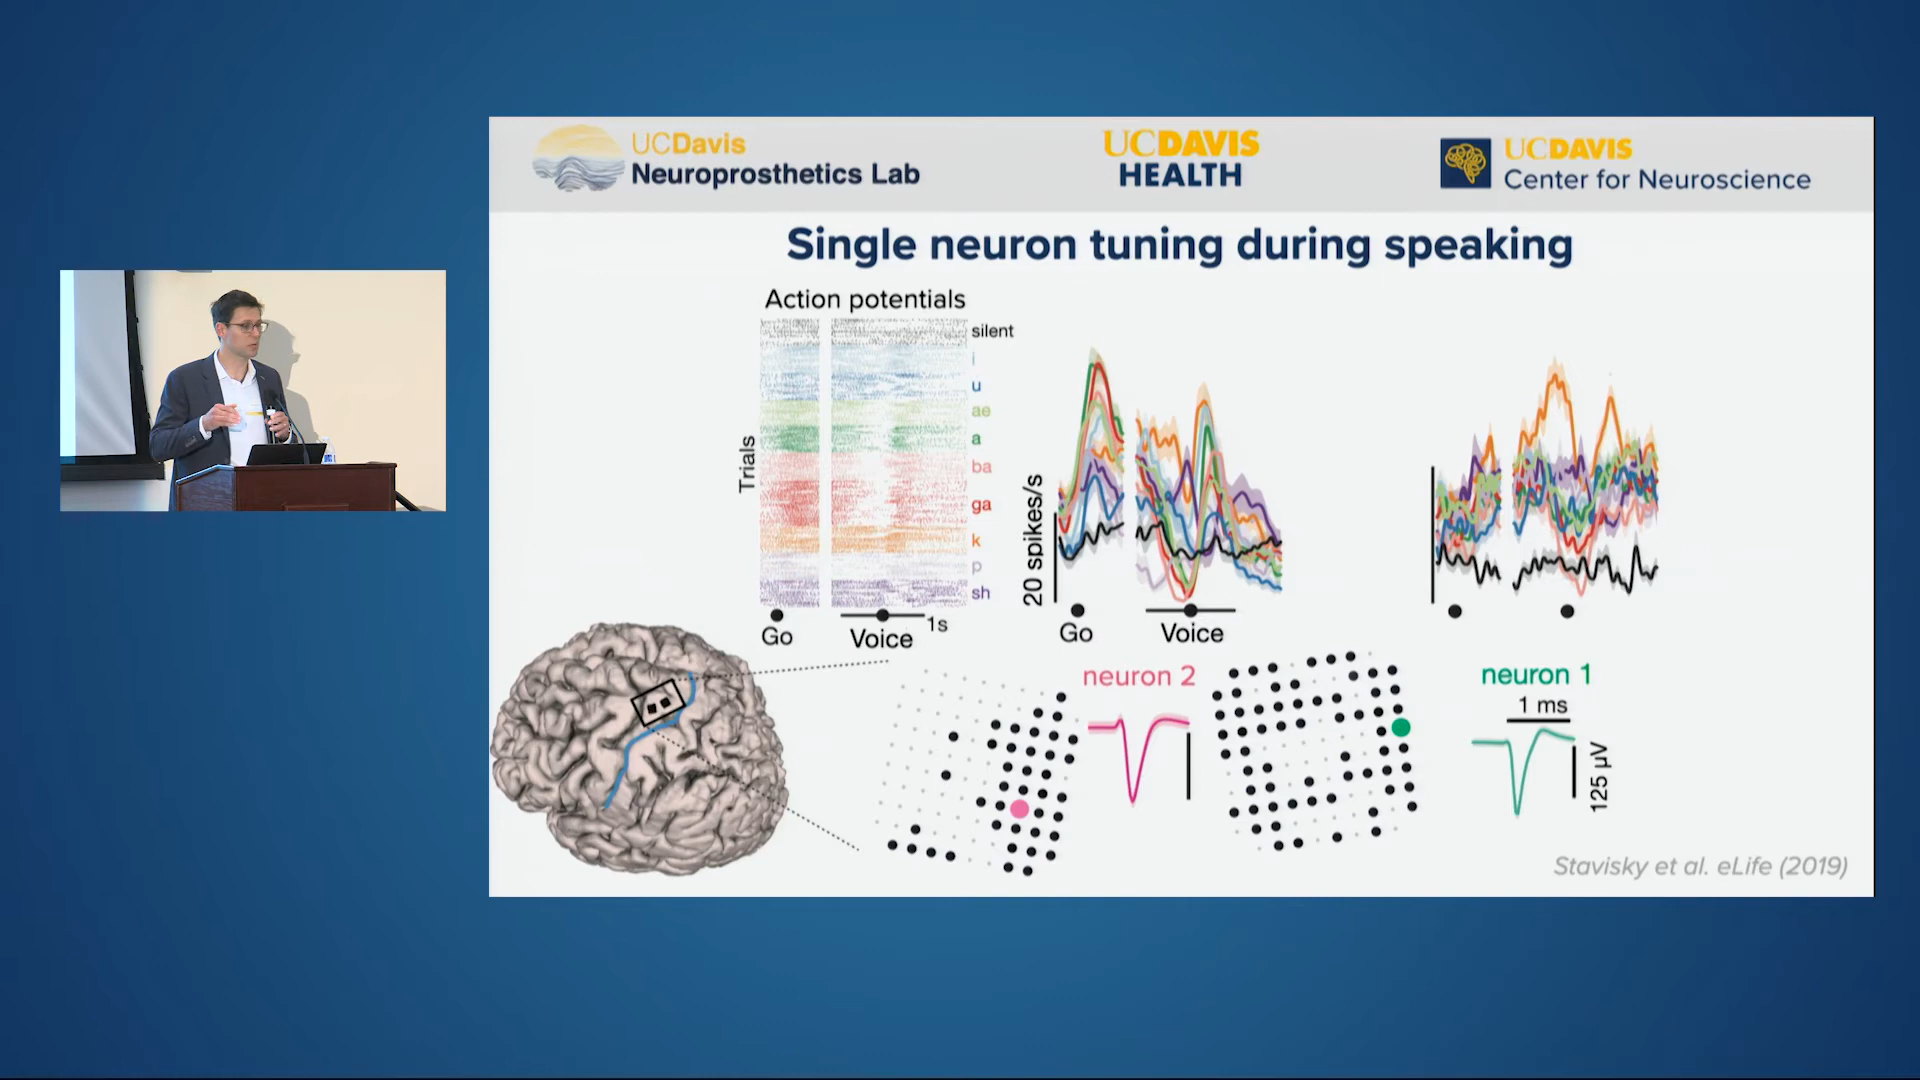 UCDavis
Neuroprosthetics Lab
UCDAVIS
HEALTH
UCDAVIS
Center for Neuroscience
Single neuron tuning during speaking
Action potentials
Trials
silent
i
u
ae
a
ba
ga
k
p
sh
Go
Voice
1s
20 spikes/s
Go
Voice
neuron 2
neuron 1
1 ms
125 µV
Stavisky et al. eLife (2019)